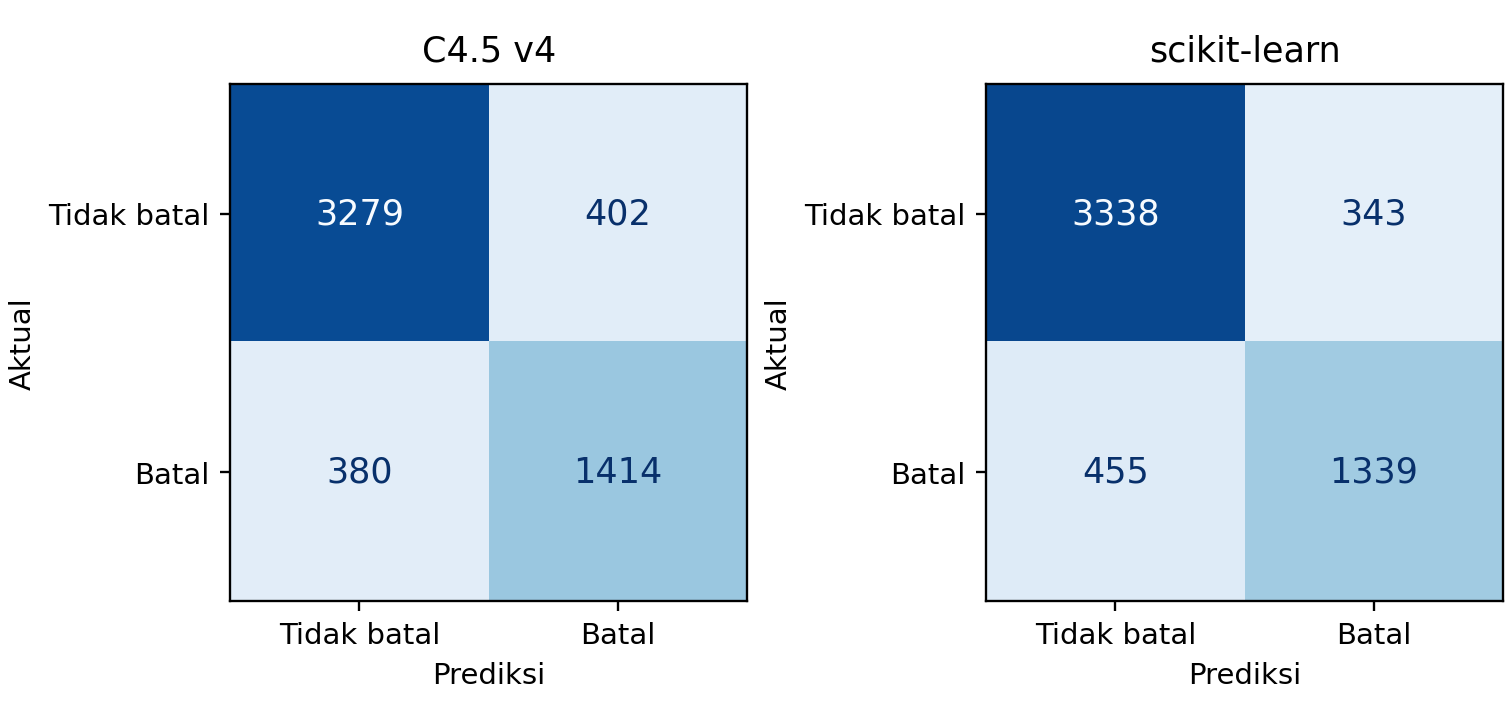 C4.5 v4
Tidak batal
3279
402
Aktual
Batal
380
1414
Tidak batal
Batal
Prediksi
scikit-learn
Tidak batal
3338
343
Aktual
Batal
455
1339
Tidak batal
Batal
Prediksi